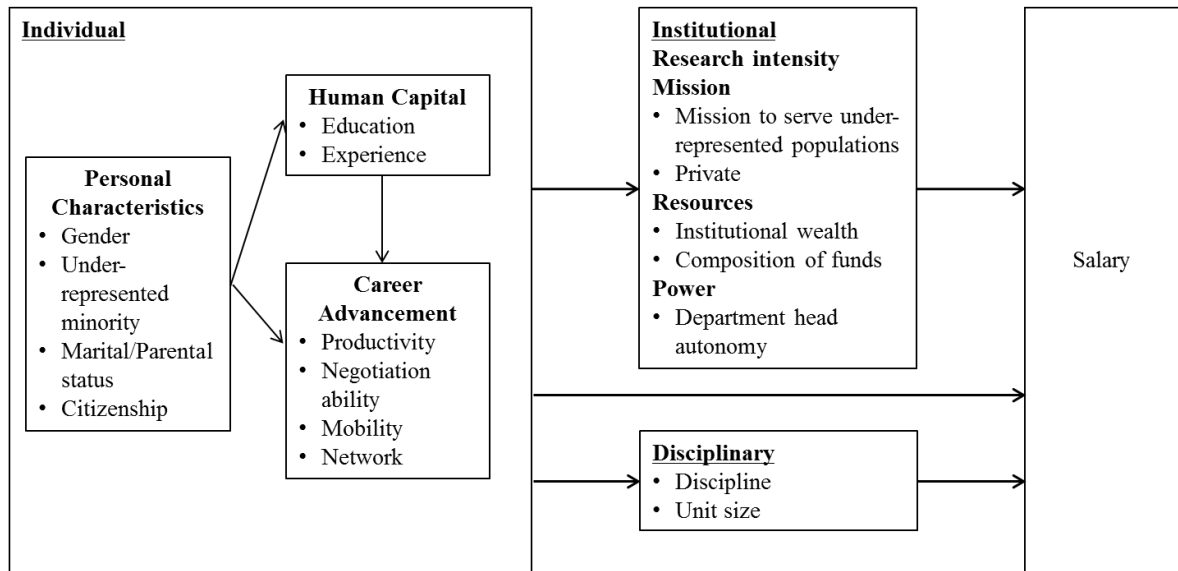 Individual
Human Capital
• Education
• Experience
Personal
Characteristics
• Gender
• Under-
represented
minority
• Marital/Parental
status
• Citizenship
Career
Advancement
• Productivity
• Negotiation
ability
• Mobility
• Network
Institutional
Research intensity
Mission
• Mission to serve under-
represented populations
• Private
Resources
• Institutional wealth
• Composition of funds
Power
• Department head
autonomy
Disciplinary
• Discipline
• Unit size
Salary